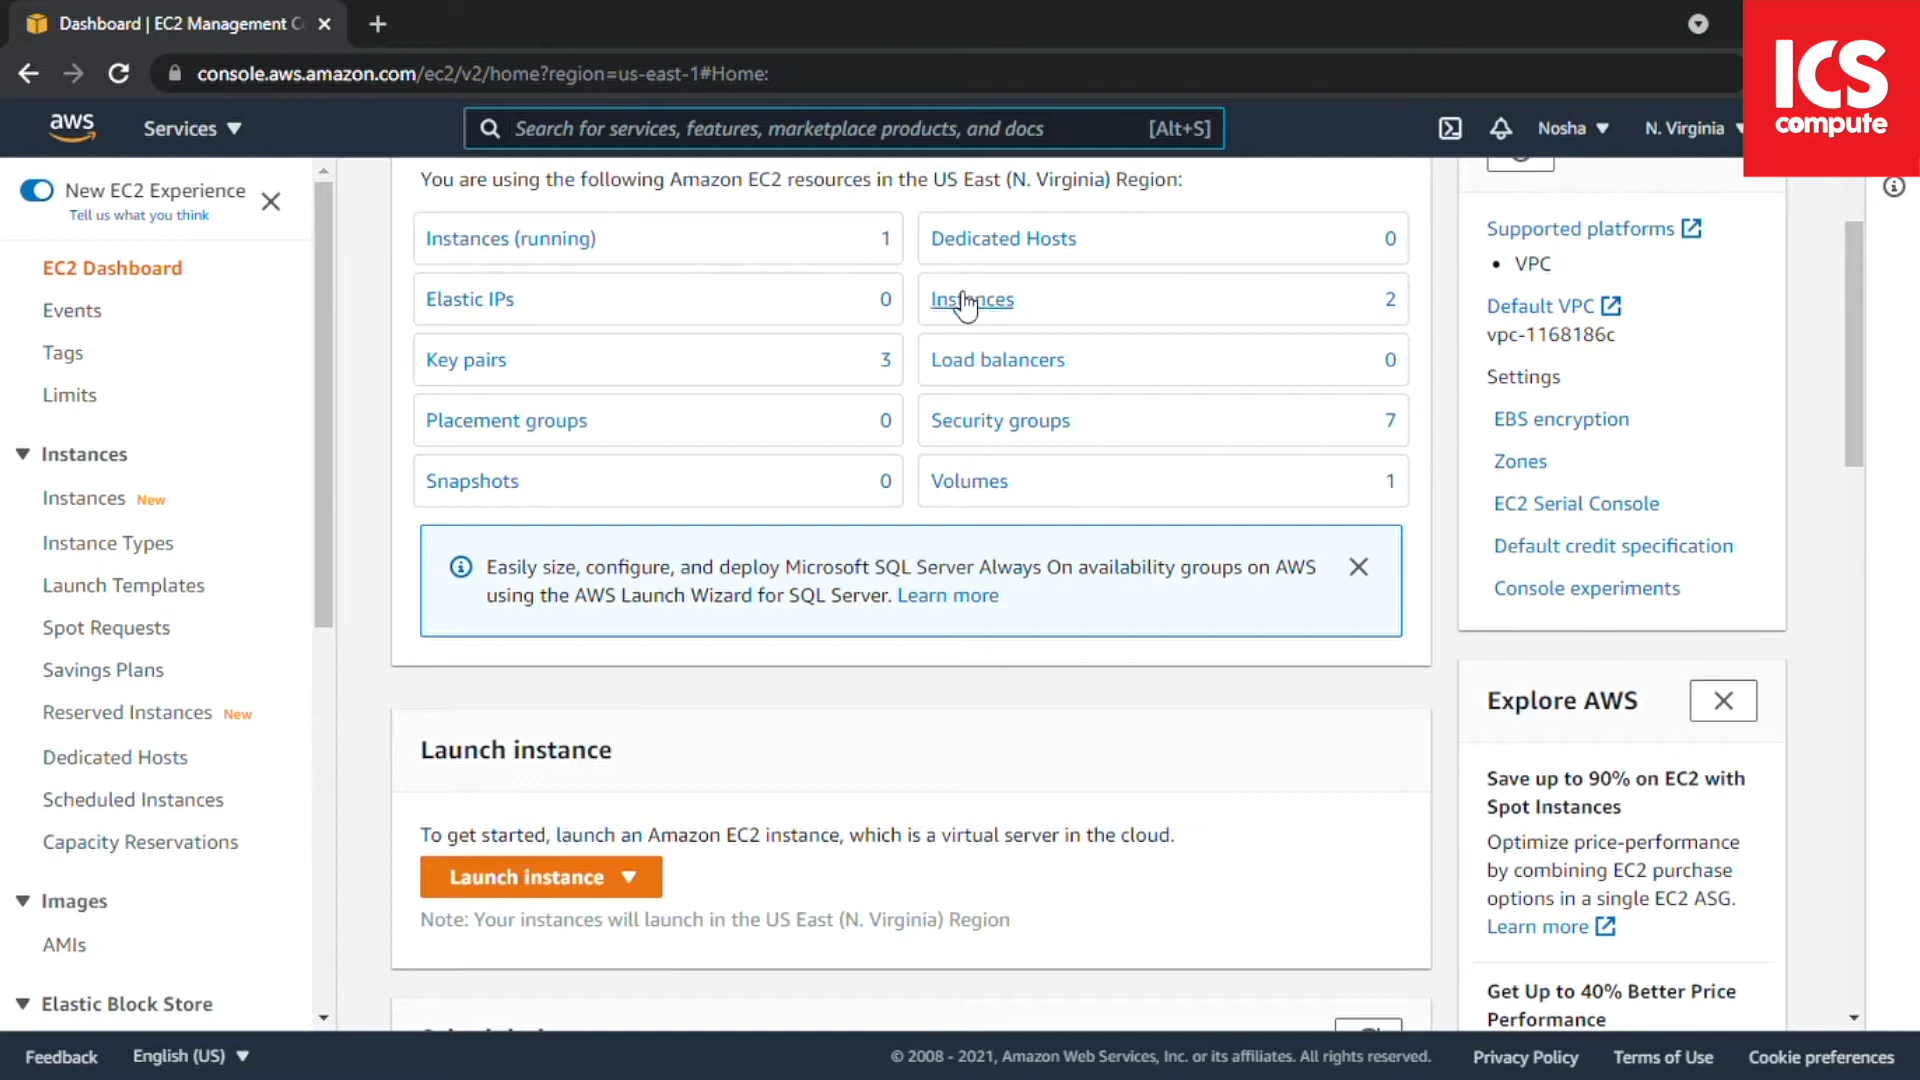 Dashboard | EC2 Management C
console.aws.amazon.com/ec2/v2/home?region=us-east-1#Home:
ICS
compute
aws
Services
Search for services, features, marketplace products, and docs
[Alt+S]
Nosha
N. Virginia
New EC2 Experience
Tell us what you think
EC2 Dashboard
Events
Tags
Limits
Instances
Instances New
Instance Types
Launch Templates
Spot Requests
Savings Plans
Reserved Instances New
Dedicated Hosts
Scheduled Instances
Capacity Reservations
Images
AMIs
Elastic Block Store
You are using the following Amazon EC2 resources in the US East (N. Virginia) Region:
Instances (running) 1
Dedicated Hosts 0
Elastic IPs 0
Instances 2
Key pairs 3
Load balancers 0
Placement groups 0
Security groups 7
Snapshots 0
Volumes 1
Easily size, configure, and deploy Microsoft SQL Server Always On availability groups on AWS
using the AWS Launch Wizard for SQL Server. Learn more
Launch instance
To get started, launch an Amazon EC2 instance, which is a virtual server in the cloud.
Launch instance
Note: Your instances will launch in the US East (N. Virginia) Region
Supported platforms
• VPC
Default VPC
vpc-1168186c
Settings
EBS encryption
Zones
EC2 Serial Console
Default credit specification
Console experiments
Explore AWS
Save up to 90% on EC2 with
Spot Instances
Optimize price-performance
by combining EC2 purchase
options in a single EC2 ASG.
Learn more
Get Up to 40% Better Price
Performance
Feedback
English (US)
© 2008 - 2021, Amazon Web Services, Inc. or its affiliates. All rights reserved.
Privacy Policy
Terms of Use
Cookie preferences